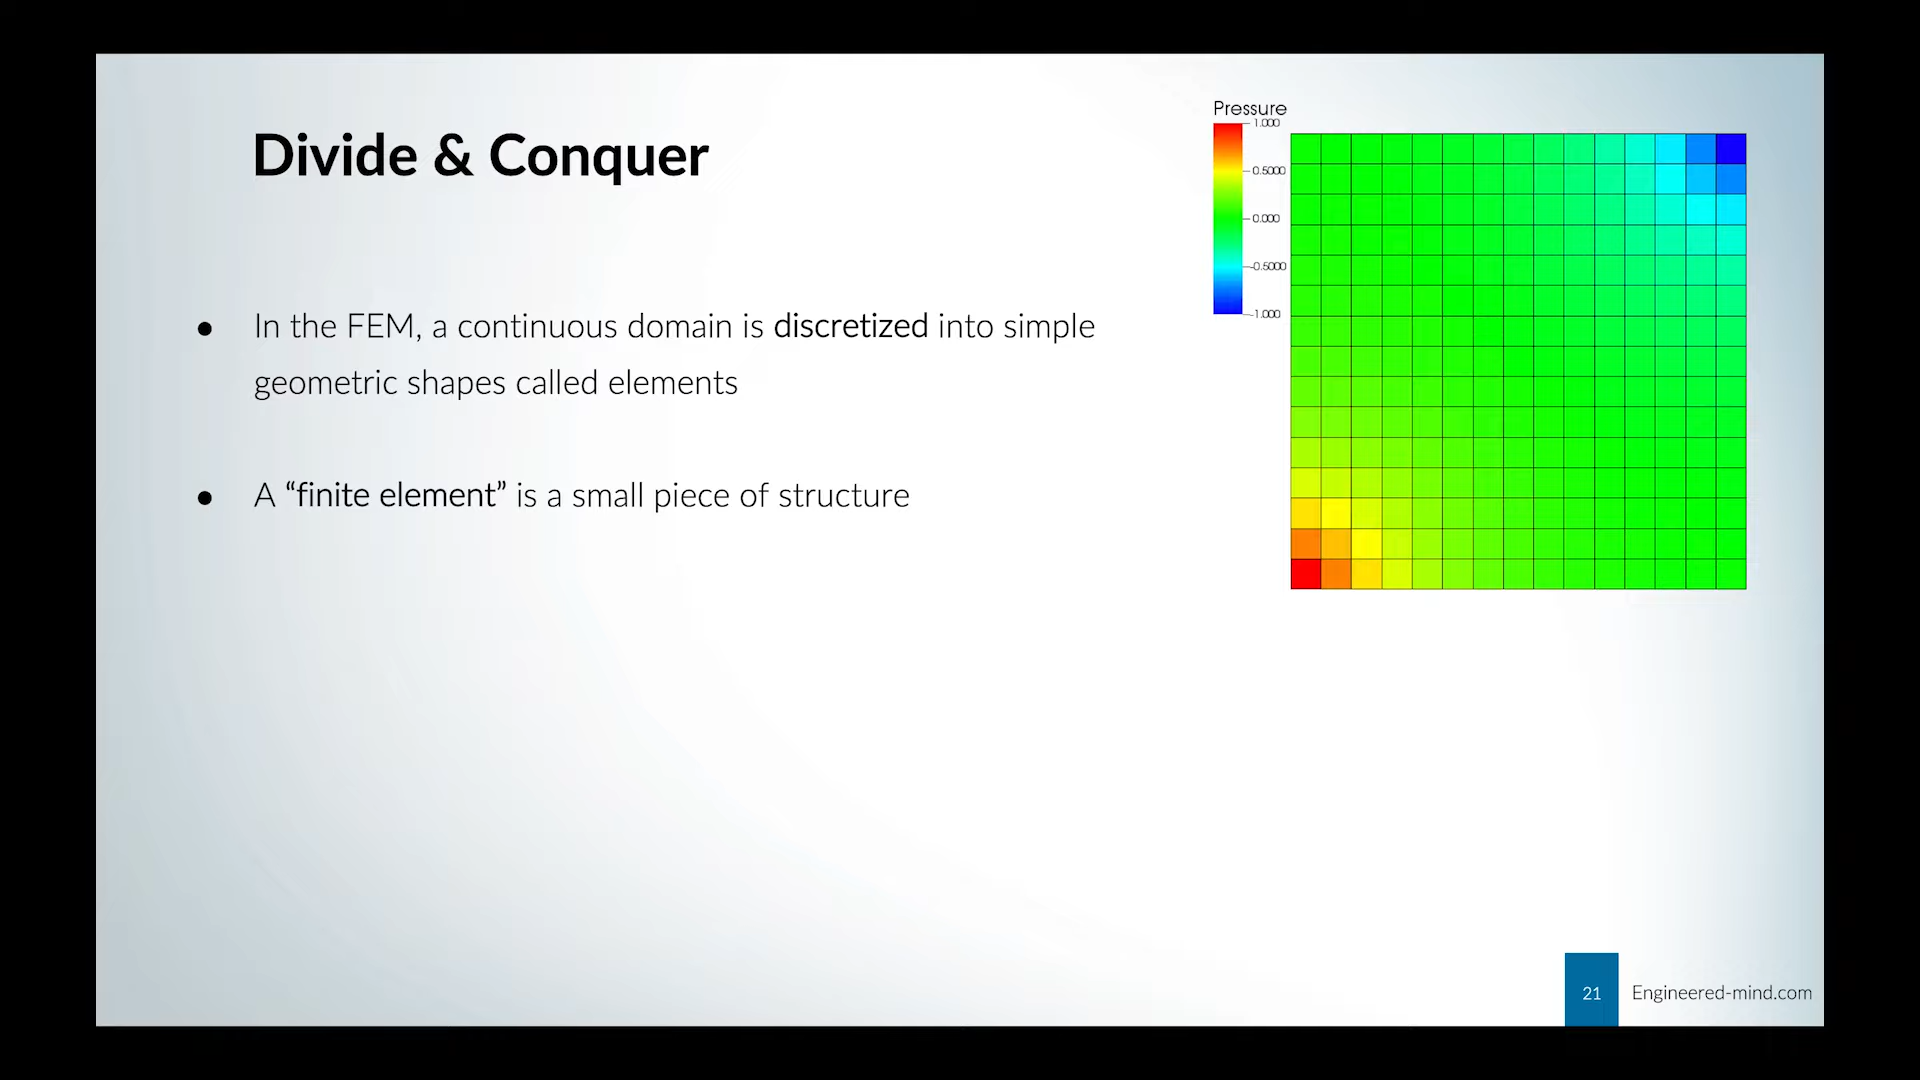 Divide & Conquer
● In the FEM, a continuous domain is discretized into simple
geometric shapes called elements
● A “finite element” is a small piece of structure
Pressure
1.000
0.5000
0.000
-0.5000
-1.000
21 Engineered-mind.com